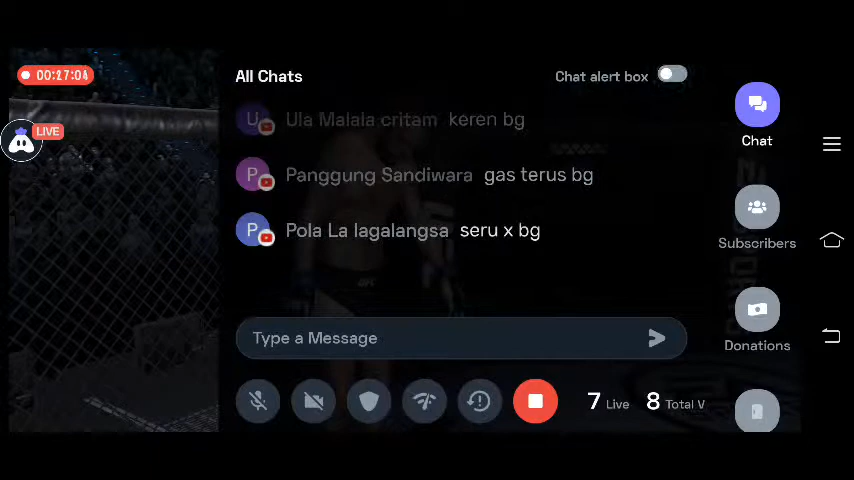 00:27:04
All Chats
Chat alert box
LIVE
U Ula Malala critam keren bg
Chat
P Panggung Sandiwara gas terus bg
P Pola La lagalangsa seru x bg
Subscribers
Type a Message
Donations
7 Live 8 Total V